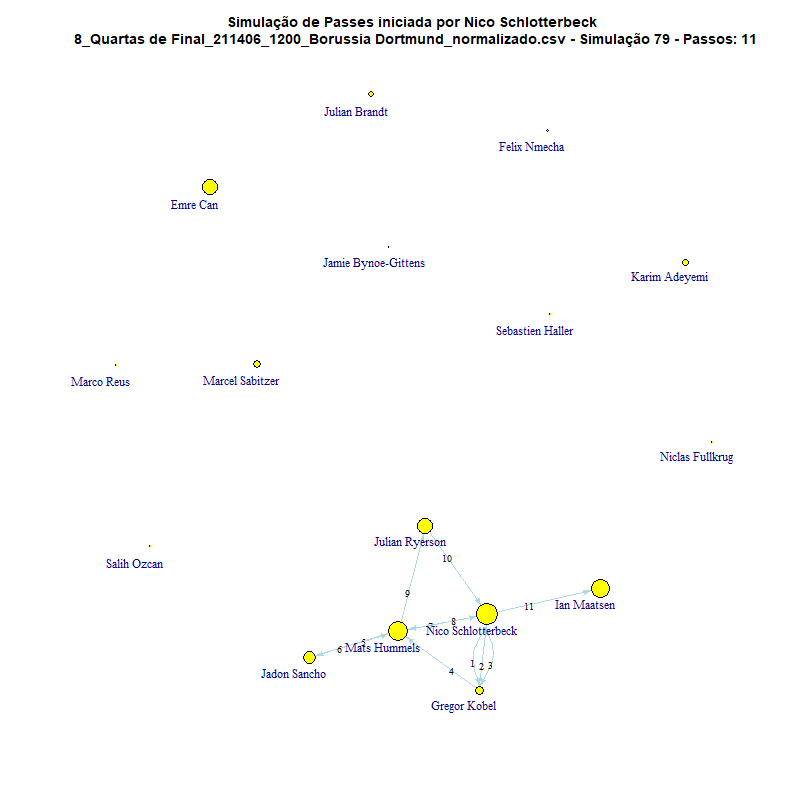 Simulação de Passes iniciada por Nico Schlotterbeck
8_Quartas de Final_211406_1200_Borussia Dortmund_normalizado.csv - Simulação 79 - Passos: 11
Julian Brandt
Felix Nmecha
Emre Can
Jamie Bynoe-Gittens
Karim Adeyemi
Sebastien Haller
Marco Reus
Marcel Sabitzer
Niclas Fullkrug
Julian Ryerson
10
Salih Ozcan
9
Ian Maatsen
11
8
7
Nico Schlotterbeck
5
6
Mats Hummels
1
2
3
4
Jadon Sancho
Gregor Kobel